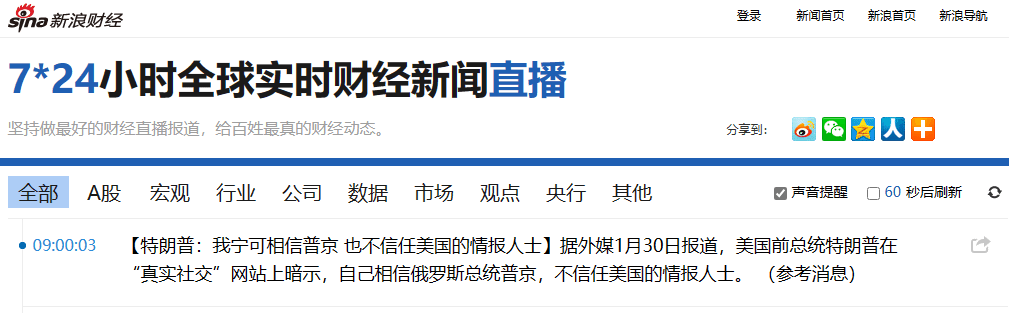 sina 新浪财经
登录 新闻首页 新浪首页 新浪导航
7*24小时全球实时财经新闻直播
坚持做最好的财经直播报道，给百姓最真的财经动态。
分享到：
全部 A股 宏观 行业 公司 数据 市场 观点 央行 其他
声音提醒 60 秒后刷新
09:00:03 【特朗普：我宁可相信普京 也不信任美国的情报人士】据外媒1月30日报道，美国前总统特朗普在
“真实社交”网站上暗示，自己相信俄罗斯总统普京，不信任美国的情报人士。（参考消息）